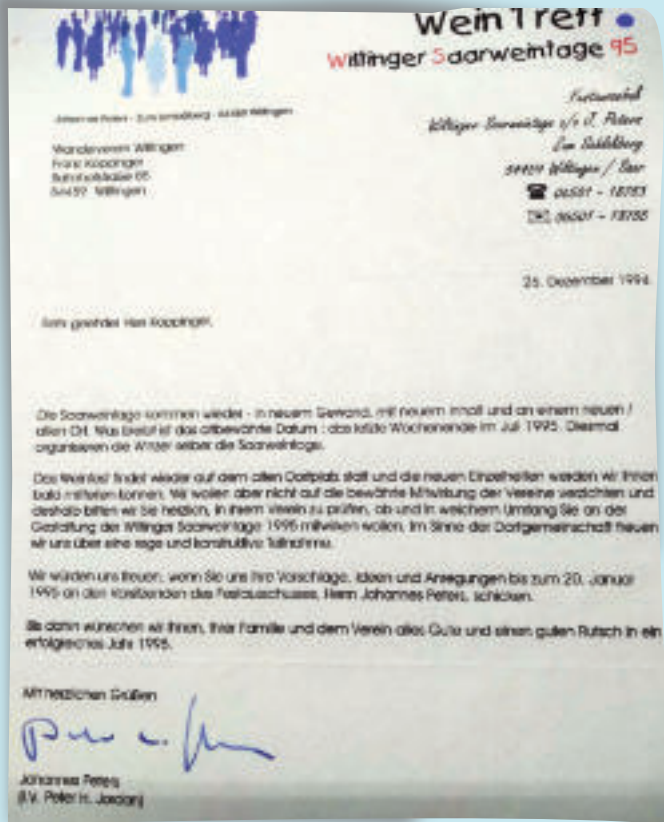 Wein Treff
Wiltinger Saarweintage 95
Johannes Peters - Zum Schloßberg - 54459 Wiltingen
Wanderverein Wiltingen
Franz Koppinger
Bahnhofstraße 65
54459 Wiltingen
Festausschuß
Wiltinger Saarweintage c/o J. Peters
Zum
Wiltingen / Saar
06501 -
06501 -
Dezember 1994
Sehr geehrter Herr Koppinger,
Die Saarweintage kommen wieder - in neuem Gewand, mit neuem Inhalt und an einem neuen /
alten Ort. Was bleibt ist das altbewährte Datum : das letzte Wochenende im Juli 1995. Diesmal
organisieren die Winzer selber die Saarweintage.
Das Weinfest findet wieder auf dem alten Dorfplatz statt und die neuen Einzelheiten werden wir Ihnen
bald mitteilen können. Wir wollen aber nicht auf die bewährte Mitwirkung der Vereine verzichten und
deshalb bitten wir Sie herzlich, in Ihrem Verein zu prüfen, ob und in welchem Umfang Sie an der
Gestaltung der Wiltinger Saarweintage 1995 mitwirken wollen. Im Sinne der Dorfgemeinschaft freuen
wir uns über eine rege und konstruktive Teilnahme.
Wir würden uns freuen, wenn Sie uns Ihre Vorschläge, Ideen und Anregungen bis zum 20. Januar
1995 an den Vorsitzenden des Festausschusses, Herrn Johannes Peters, schicken.
Bis dahin wünschen wir Ihnen, Ihrer Familie und dem Verein alles Gute und einen guten Rutsch in ein
erfolgreiches Jahr 1995.
Mit herzlichen Grüßen
Johannes Peters
(i.V. Peter H. Jordan)